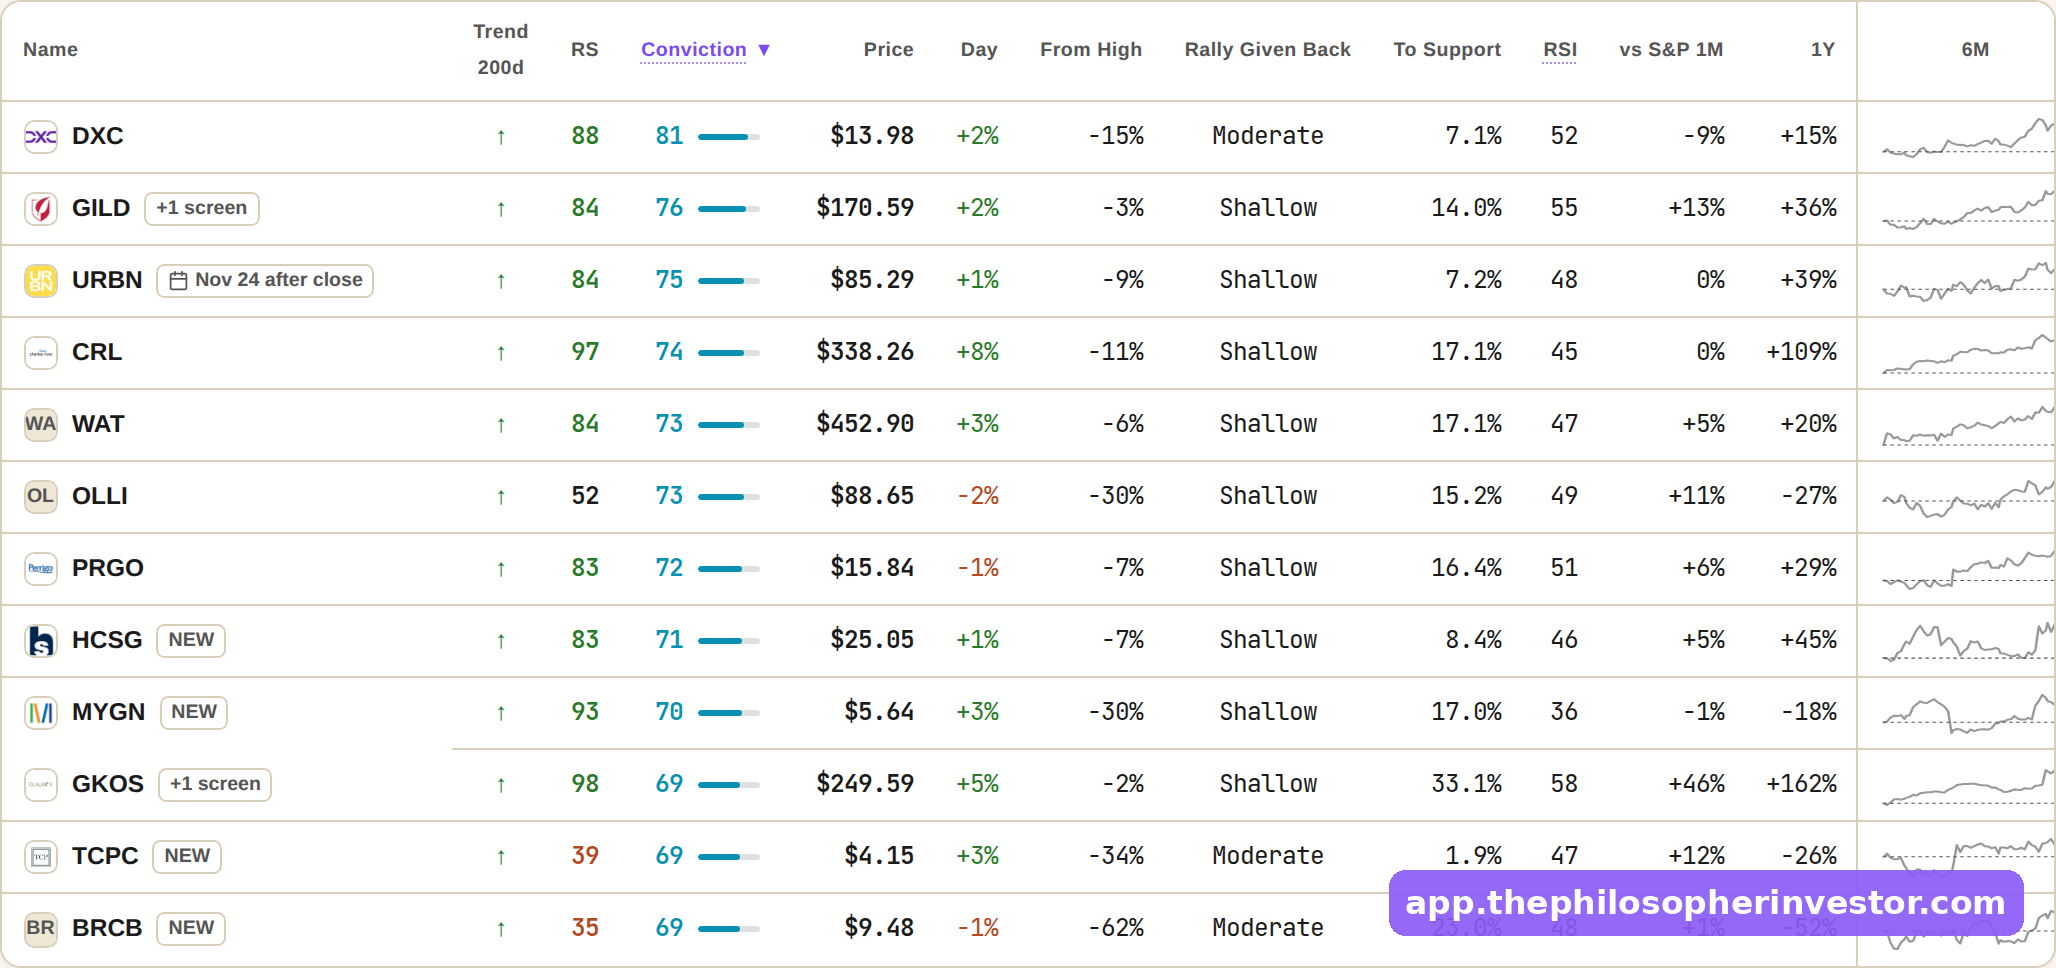 Name Trend 200d RS Conviction ▼ Price Day From High Rally Given Back To Support RSI vs S&P 1M 1Y 6M
DXC DXC ↑ 88 81 $13.98 +2% -15% Moderate 7.1% 52 -9% +15%
GILD +1 screen ↑ 84 76 $170.59 +2% -3% Shallow 14.0% 55 +13% +36%
URBN URBN Nov 24 after close ↑ 84 75 $85.29 +1% -9% Shallow 7.2% 48 0% +39%
CRL ↑ 97 74 $338.26 +8% -11% Shallow 17.1% 45 0% +109%
WA WAT ↑ 84 73 $452.90 +3% -6% Shallow 17.1% 47 +5% +20%
OL OLLI ↑ 52 73 $88.65 -2% -30% Shallow 15.2% 49 +11% -27%
Perrigo PRGO ↑ 83 72 $15.84 -1% -7% Shallow 16.4% 51 +6% +29%
hs HCSG NEW ↑ 83 71 $25.05 +1% -7% Shallow 8.4% 46 +5% +45%
MYGN NEW ↑ 93 70 $5.64 +3% -30% Shallow 17.0% 36 -1% -18%
GKOS +1 screen ↑ 98 69 $249.59 +5% -2% Shallow 33.1% 58 +46% +162%
TCP TCPC NEW ↑ 39 69 $4.15 +3% -34% Moderate 1.9% 47 +12% -26%
BR BRCB NEW ↑ 35 69 $9.48 -1% -62% Moderate 23.0% 48 +1% -52%
app.thephilosopherinvestor.com